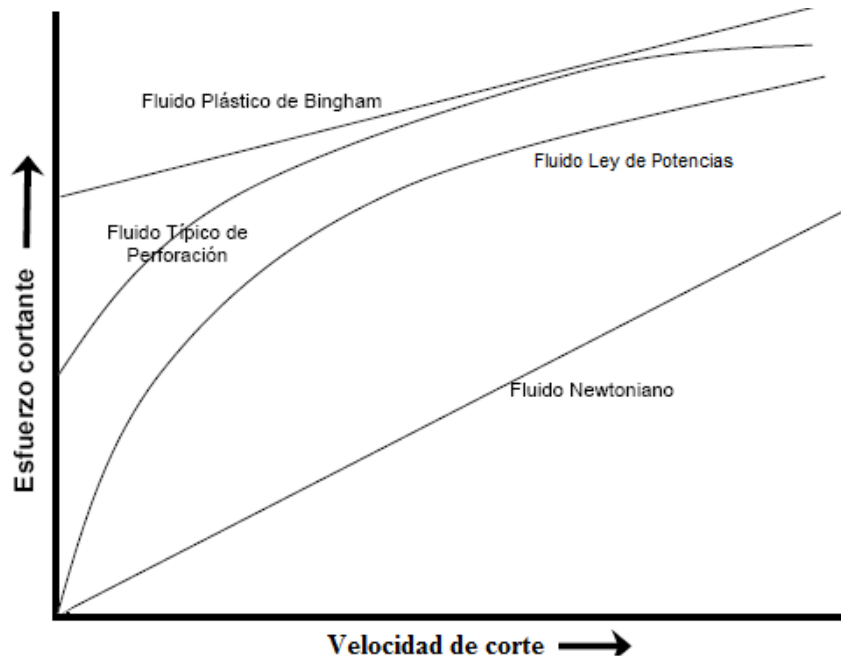 Fluido Plástico de Bingham
Fluido Ley de Potencias
Fluido Típico de
Perforación
Fluido Newtoniano
Esfuerzo cortante
Velocidad de corte